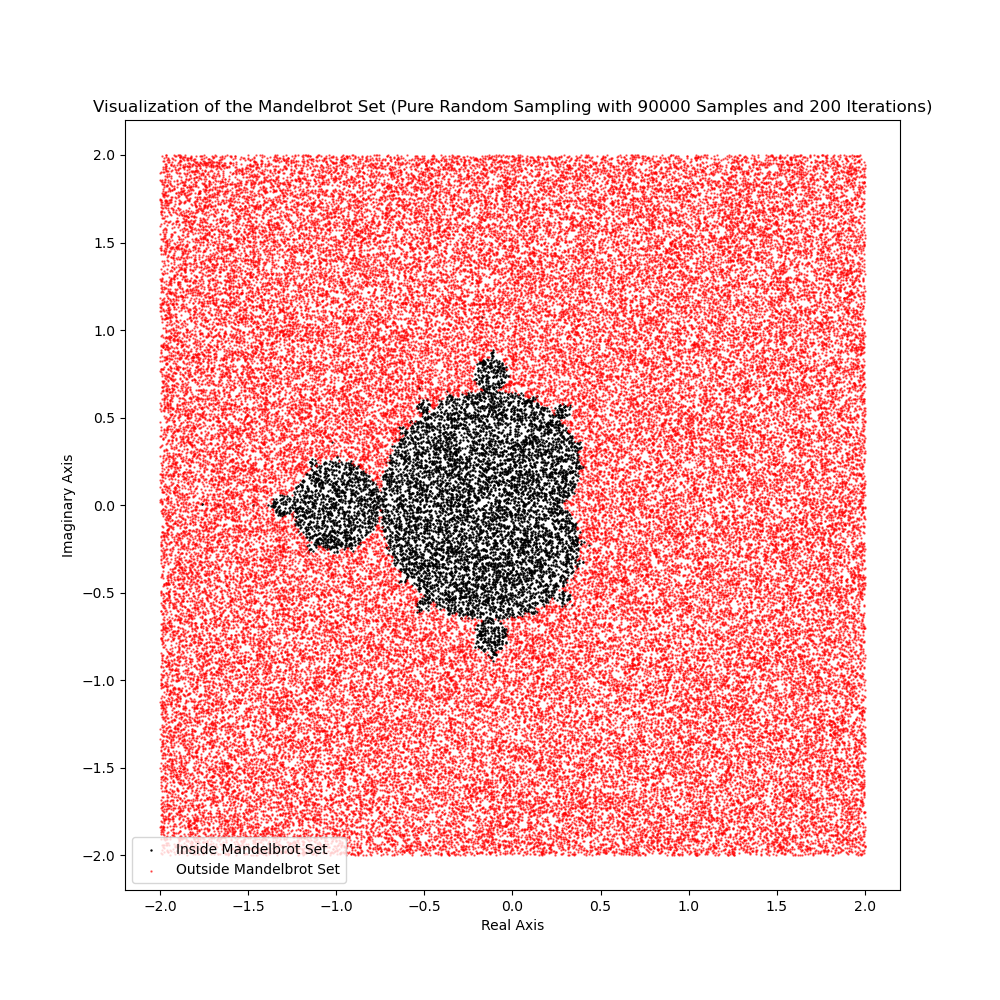 Visualization of the Mandelbrot Set (Pure Random Sampling with 90000 Samples and 200 Iterations)
2.0
1.5
1.0
0.5
0.0
−0.5
−1.0
−1.5
−2.0
Imaginary Axis
Inside Mandelbrot Set
Outside Mandelbrot Set
−2.0 −1.5 −1.0 −0.5 0.0 0.5 1.0 1.5 2.0
Real Axis